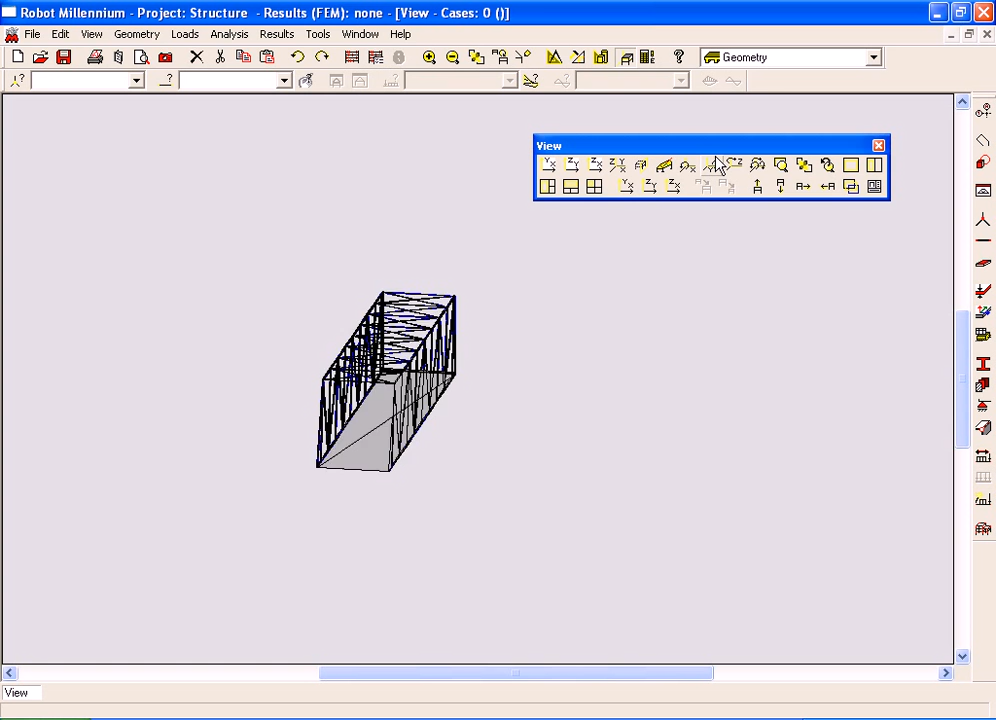 Robot Millennium - Project: Structure - Results (FEM): none - [View - Cases: 0 ()]
File Edit View Geometry Loads Analysis Results Tools Window Help
Geometry
View
View